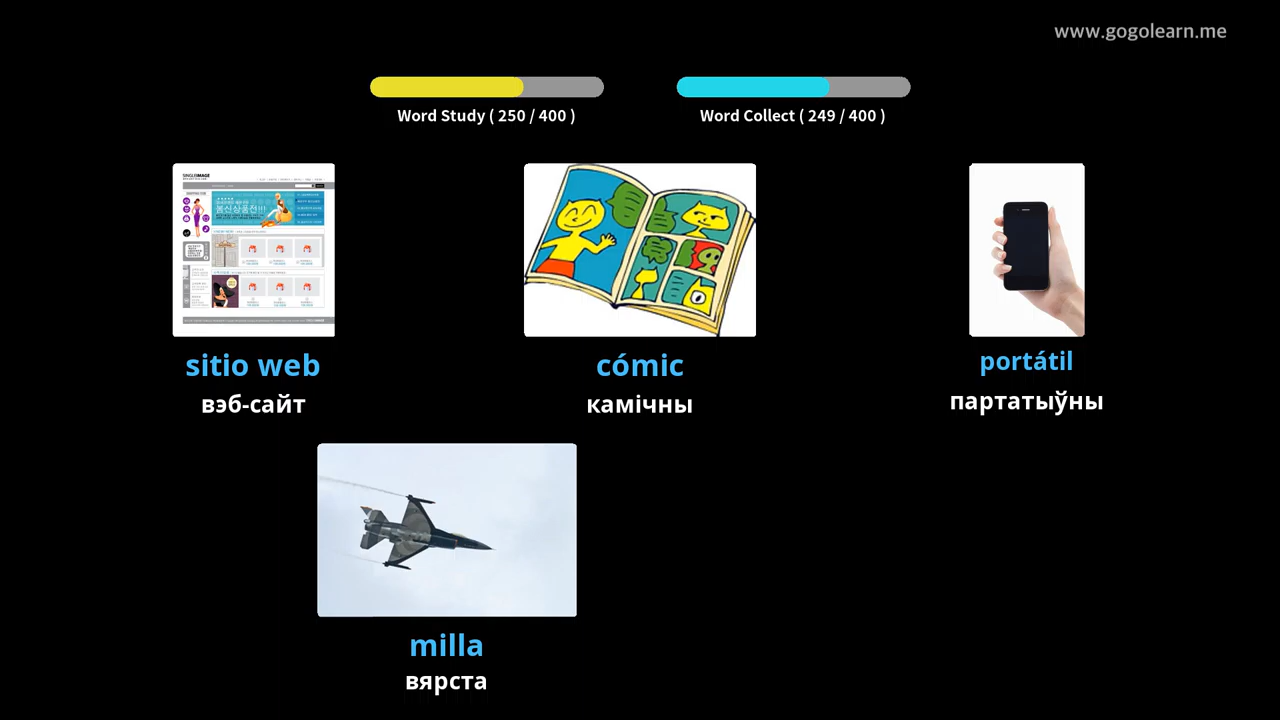 www.gogolearn.me
Word Study ( 250 / 400 )
Word Collect ( 249 / 400 )
sitio web
вэб-сайт
cómic
камічны
portátil
партатыўны
milla
вярста